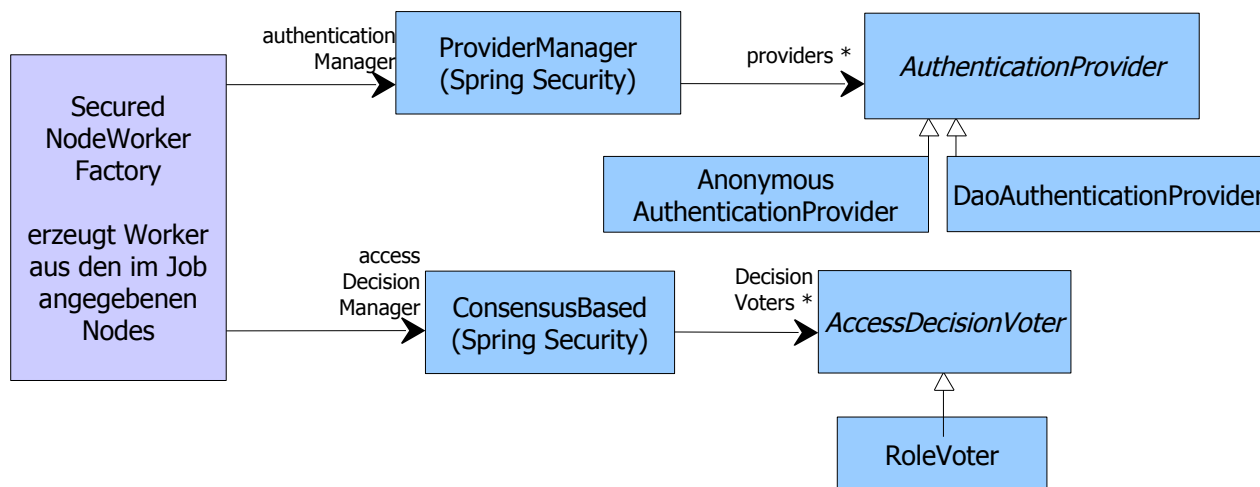 Secured
NodeWorker
Factory
erzeugt Worker
aus den im Job
angegebenen
Nodes
authentication
Manager
ProviderManager
(Spring Security)
providers *
AuthenticationProvider
Anonymous
AuthenticationProvider
DaoAuthenticationProvider
access
Decision
Manager
ConsensusBased
(Spring Security)
Decision
Voters *
AccessDecisionVoter
RoleVoter